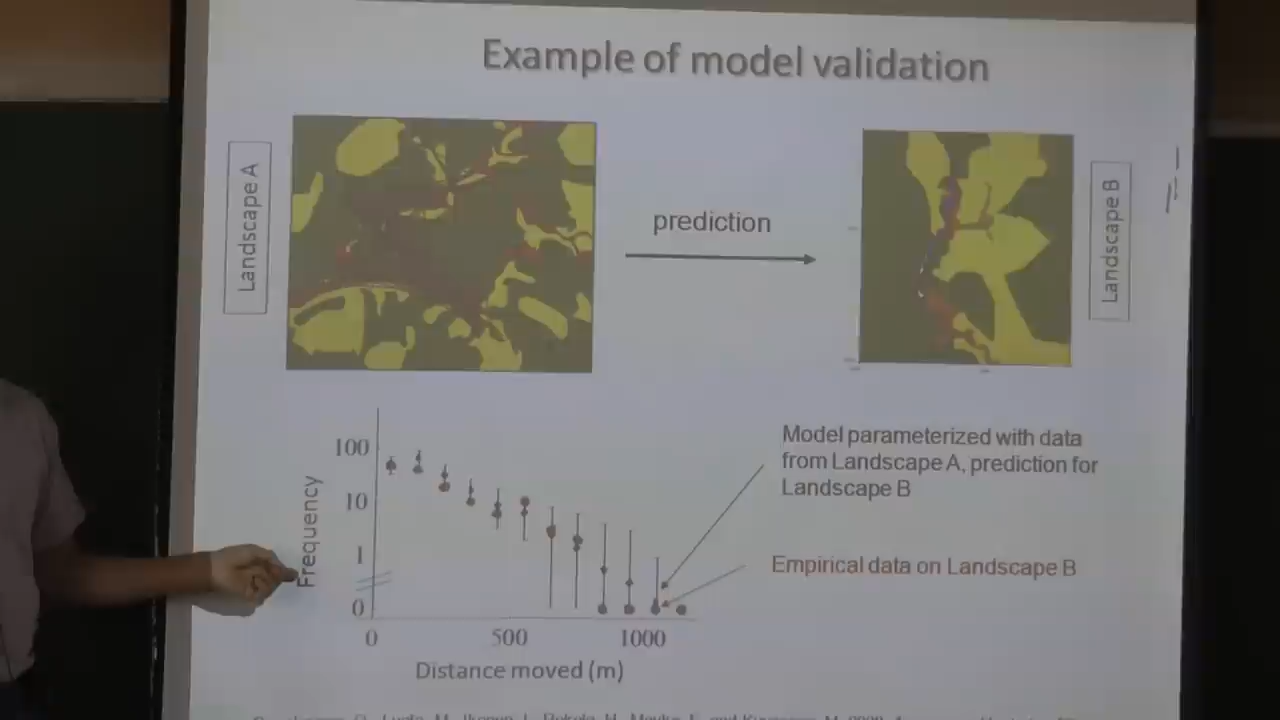 Example of model validation
Landscape A
prediction
Landscape B
Model parameterized with data
from Landscape A, prediction for
Landscape B
Empirical data on Landscape B
Frequency
100
10
1
0
0 500 1000
Distance moved (m)